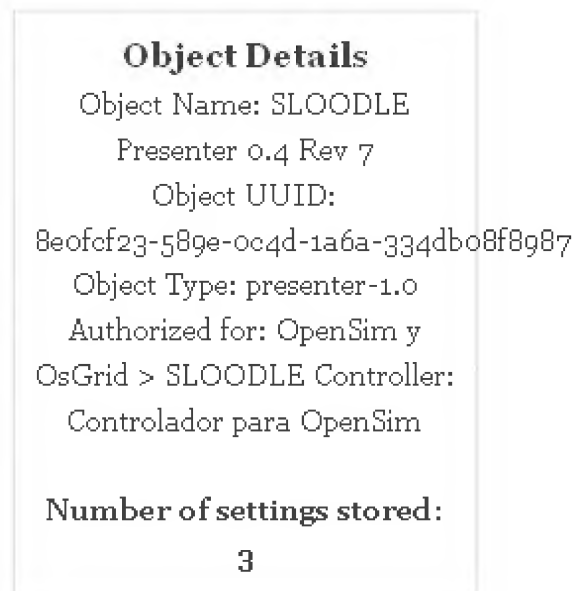 Object Details
Object Name: SLOODLE
Presenter 0.4 Rev 7
Object UUID:
8e0fcf23-589e-0c4d-1a6a-334db08f8987
Object Type: presenter-1.0
Authorized for: OpenSim y
OsGrid > SLOODLE Controller:
Controlador para OpenSim
Number of settings stored:
3